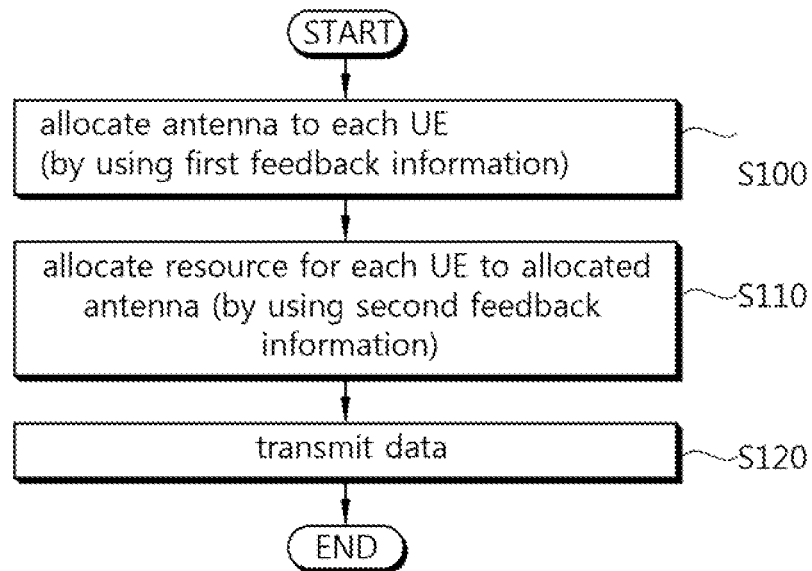 START
allocate antenna to each UE
(by using first feedback information)
S100
allocate resource for each UE to allocated
antenna (by using second feedback
information)
S110
transmit data
S120
END